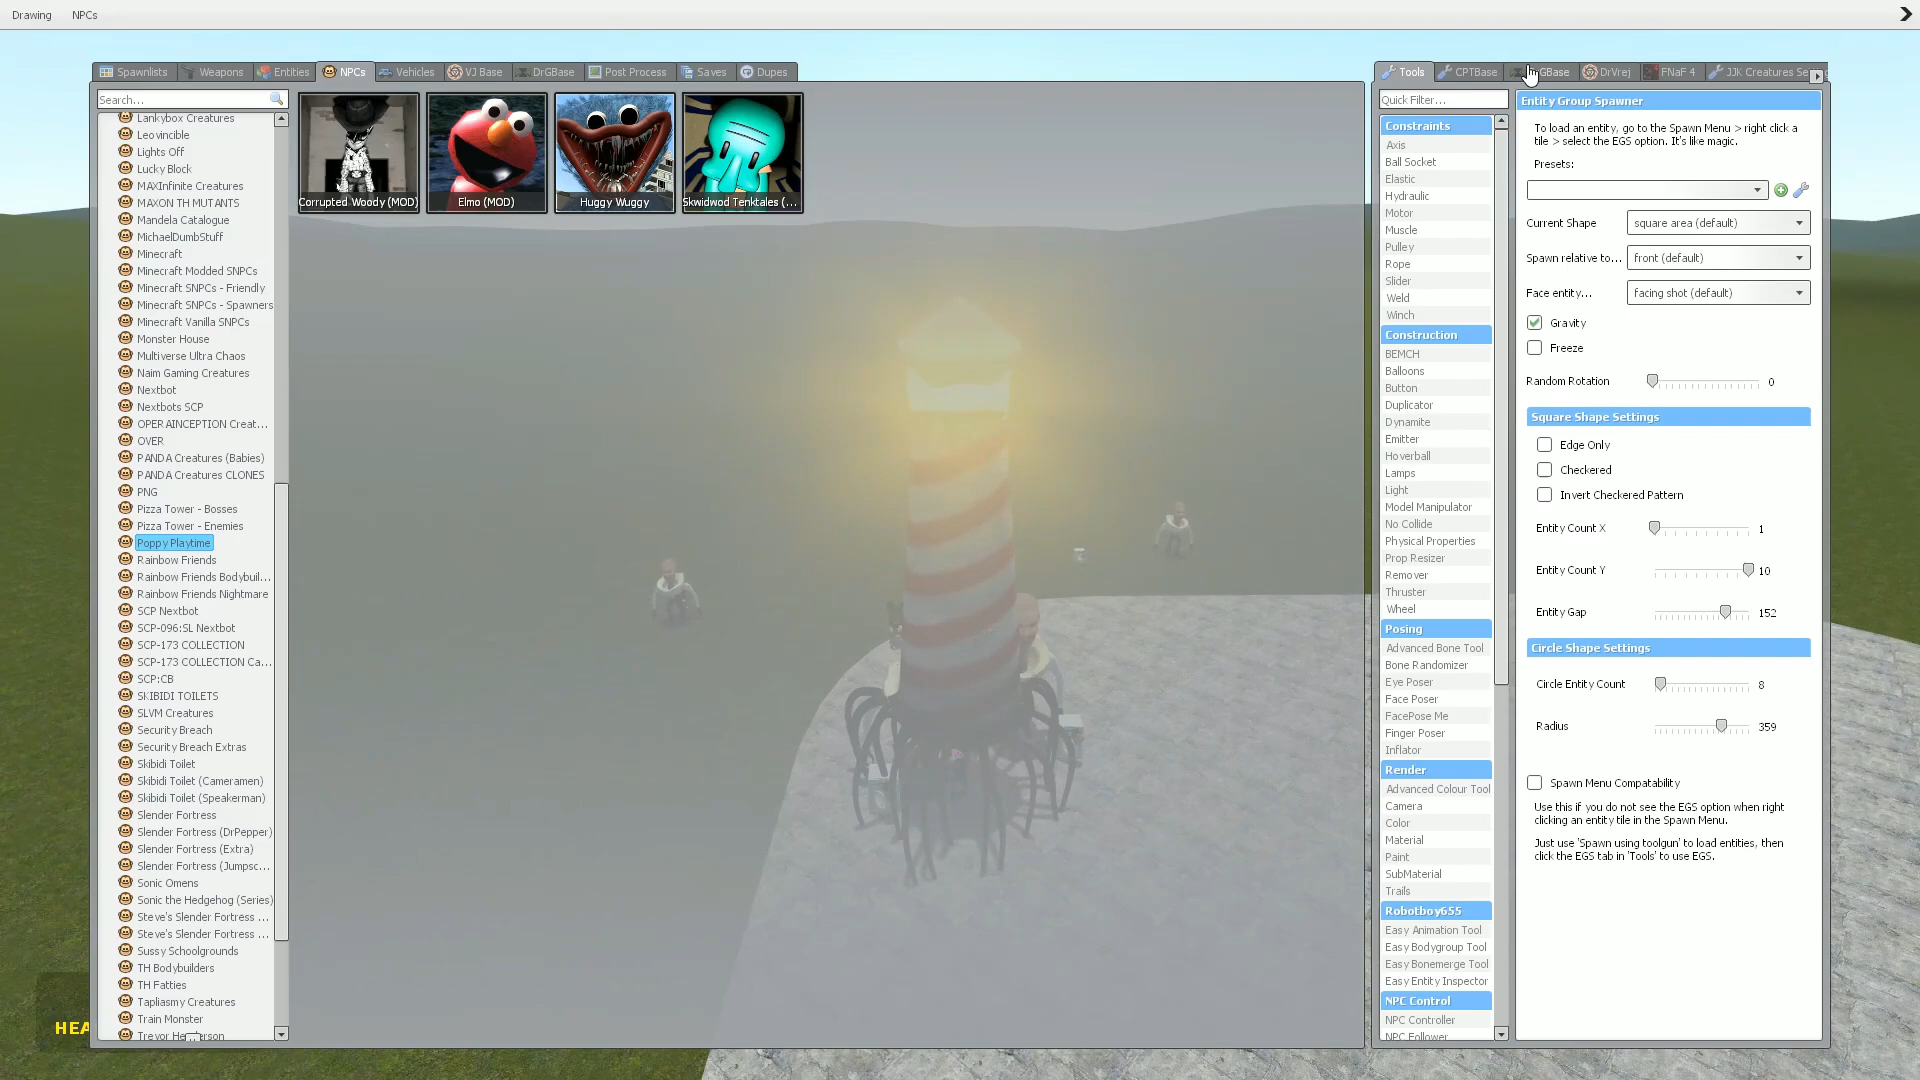 Drawing NPCs
Spawnlists Weapons Entities NPCs Vehicles VJ Base DrGBase Post Process Saves Dupes
Search...
Lankybox Creatures
Leovincible
Lights Off
Lucky Block
MAXInfinite Creatures
MAXON TH MUTANTS
Mandela Catalogue
MichaelDumbStuff
Minecraft
Minecraft Modded SNPCs
Minecraft SNPCs - Friendly
Minecraft SNPCs - Spawners
Minecraft Vanilla SNPCs
Monster House
Multiverse Ultra Chaos
Naim Gaming Creatures
Nextbot
Nextbots SCP
OPERAINCEPTION Creat...
OVER
PANDA Creatures (Babies)
PANDA Creatures CLONES
PNG
Pizza Tower - Bosses
Pizza Tower - Enemies
Poppy Playtime
Rainbow Friends
Rainbow Friends Bodybuil...
Rainbow Friends Nightmare
SCP Nextbot
SCP-096:SL Nextbot
SCP-173 COLLECTION
SCP-173 COLLECTION Ca...
SCP:CB
SKIBIDI TOILETS
SLVM Creatures
Security Breach
Security Breach Extras
Skibidi Toilet
Skibidi Toilet (Cameramen)
Skibidi Toilet (Speakerman)
Slender Fortress
Slender Fortress (DrPepper)
Slender Fortress (Extra)
Slender Fortress (Jumpsc...
Sonic Omens
Sonic the Hedgehog (Series)
Steve's Slender Fortress ...
Steve's Slender Fortress ...
Sussy Schoolgrounds
TH Bodybuilders
TH Fatties
Tapliasmy Creatures
Train Monster
Trevor Henderson
Corrupted Woody (MOD) Elmo (MOD) Huggy Wuggy Skwidwod Tenktales (...
HEA
Tools CPTBase GBase DrVrej FNaF 4 JJK Creatures Se
Quick Filter...
Constraints
Axis
Ball Socket
Elastic
Hydraulic
Motor
Muscle
Pulley
Rope
Slider
Weld
Winch
Construction
BEMCH
Balloons
Button
Duplicator
Dynamite
Emitter
Hoverball
Lamps
Light
Model Manipulator
No Collide
Physical Properties
Prop Resizer
Remover
Thruster
Wheel
Posing
Advanced Bone Tool
Bone Randomizer
Eye Poser
Face Poser
FacePose Me
Finger Poser
Inflator
Render
Advanced Colour Tool
Camera
Color
Material
Paint
SubMaterial
Trails
Robotboy655
Easy Animation Tool
Easy Bodygroup Tool
Easy Bonemerge Tool
Easy Entity Inspector
NPC Control
NPC Controller
NPC Follower
Entity Group Spawner
To load an entity, go to the Spawn Menu > right click a
tile > select the EGS option. It's like magic.
Presets:
Current Shape square area (default)
Spawn relative to... front (default)
Face entity... facing shot (default)
Gravity
Freeze
Random Rotation 0
Square Shape Settings
Edge Only
Checkered
Invert Checkered Pattern
Entity Count X 1
Entity Count Y 10
Entity Gap 152
Circle Shape Settings
Circle Entity Count 8
Radius 359
Spawn Menu Compatability
Use this if you do not see the EGS option when right
clicking an entity tile in the Spawn Menu.
Just use 'Spawn using toolgun' to load entities, then
click the EGS tab in 'Tools' to use EGS.